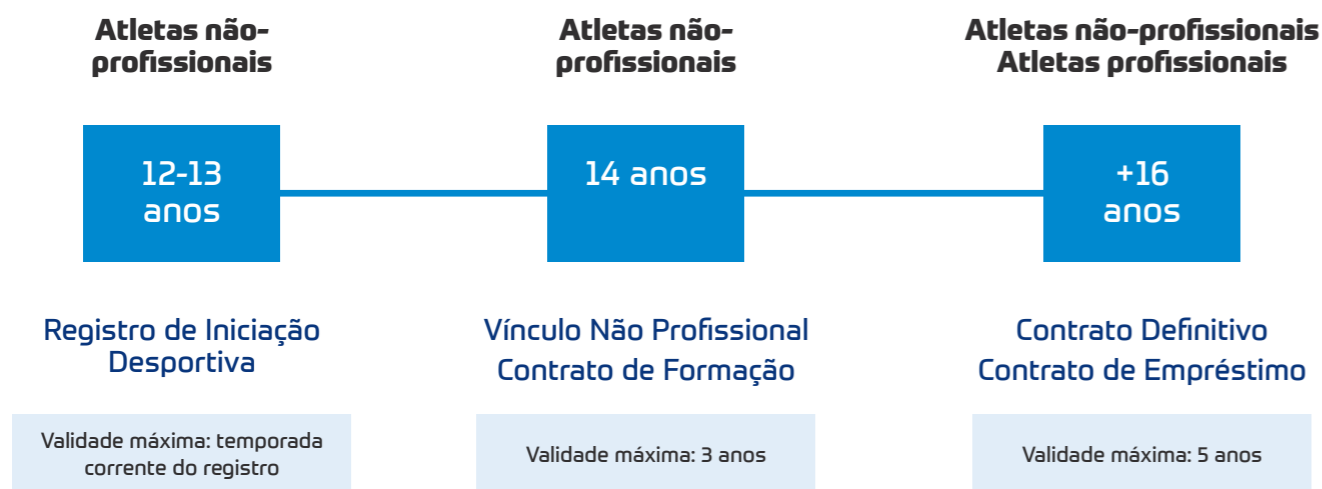 Atletas não-
profissionais
12-13
anos
Registro de Iniciação
Desportiva
Validade máxima: temporada
corrente do registro
Atletas não-
profissionais
14 anos
Vínculo Não Profissional
Contrato de Formação
Validade máxima: 3 anos
Atletas não-profissionais
Atletas profissionais
+16
anos
Contrato Definitivo
Contrato de Empréstimo
Validade máxima: 5 anos